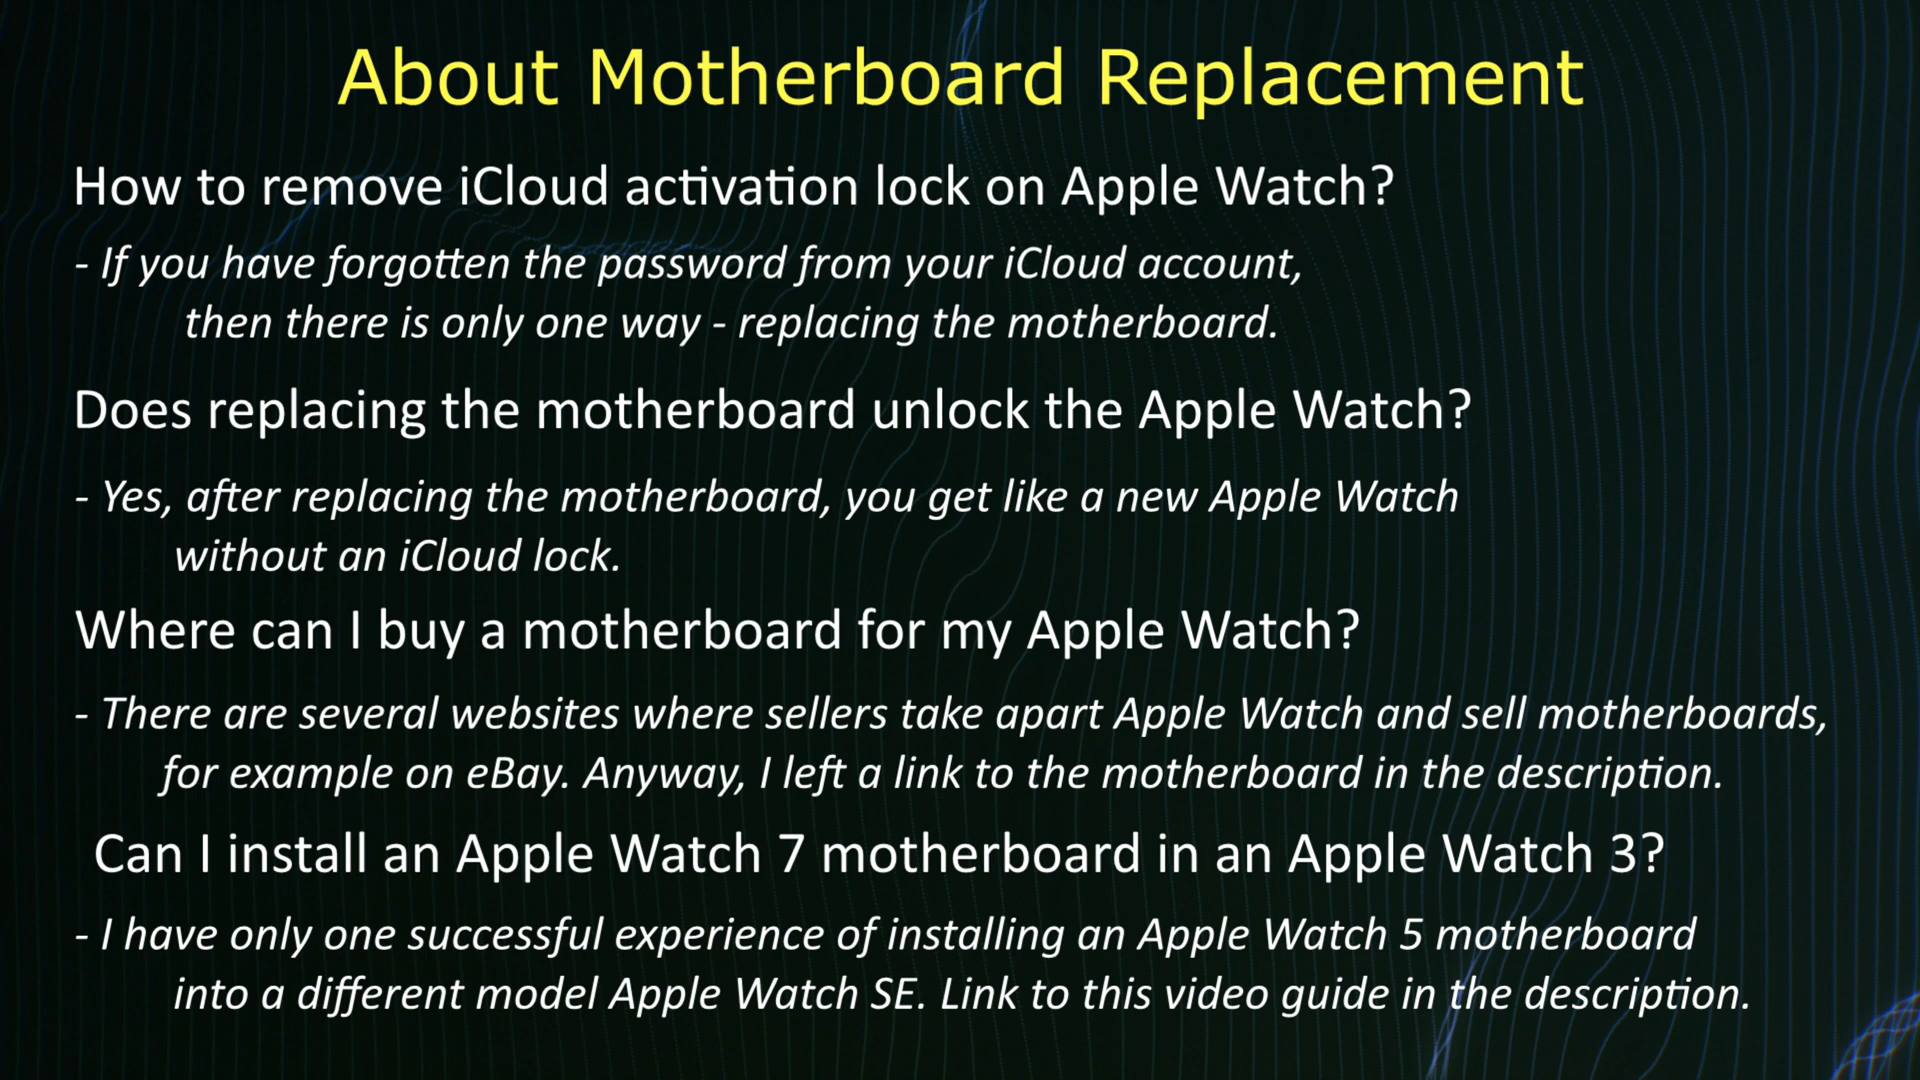 About Motherboard Replacement
How to remove iCloud activation lock on Apple Watch?
- If you have forgotten the password from your iCloud account,
then there is only one way - replacing the motherboard.
Does replacing the motherboard unlock the Apple Watch?
- Yes, after replacing the motherboard, you get like a new Apple Watch
without an iCloud lock.
Where can I buy a motherboard for my Apple Watch?
- There are several websites where sellers take apart Apple Watch and sell motherboards,
for example on eBay. Anyway, I left a link to the motherboard in the description.
Can I install an Apple Watch 7 motherboard in an Apple Watch 3?
- I have only one successful experience of installing an Apple Watch 5 motherboard
into a different model Apple Watch SE. Link to this video guide in the description.